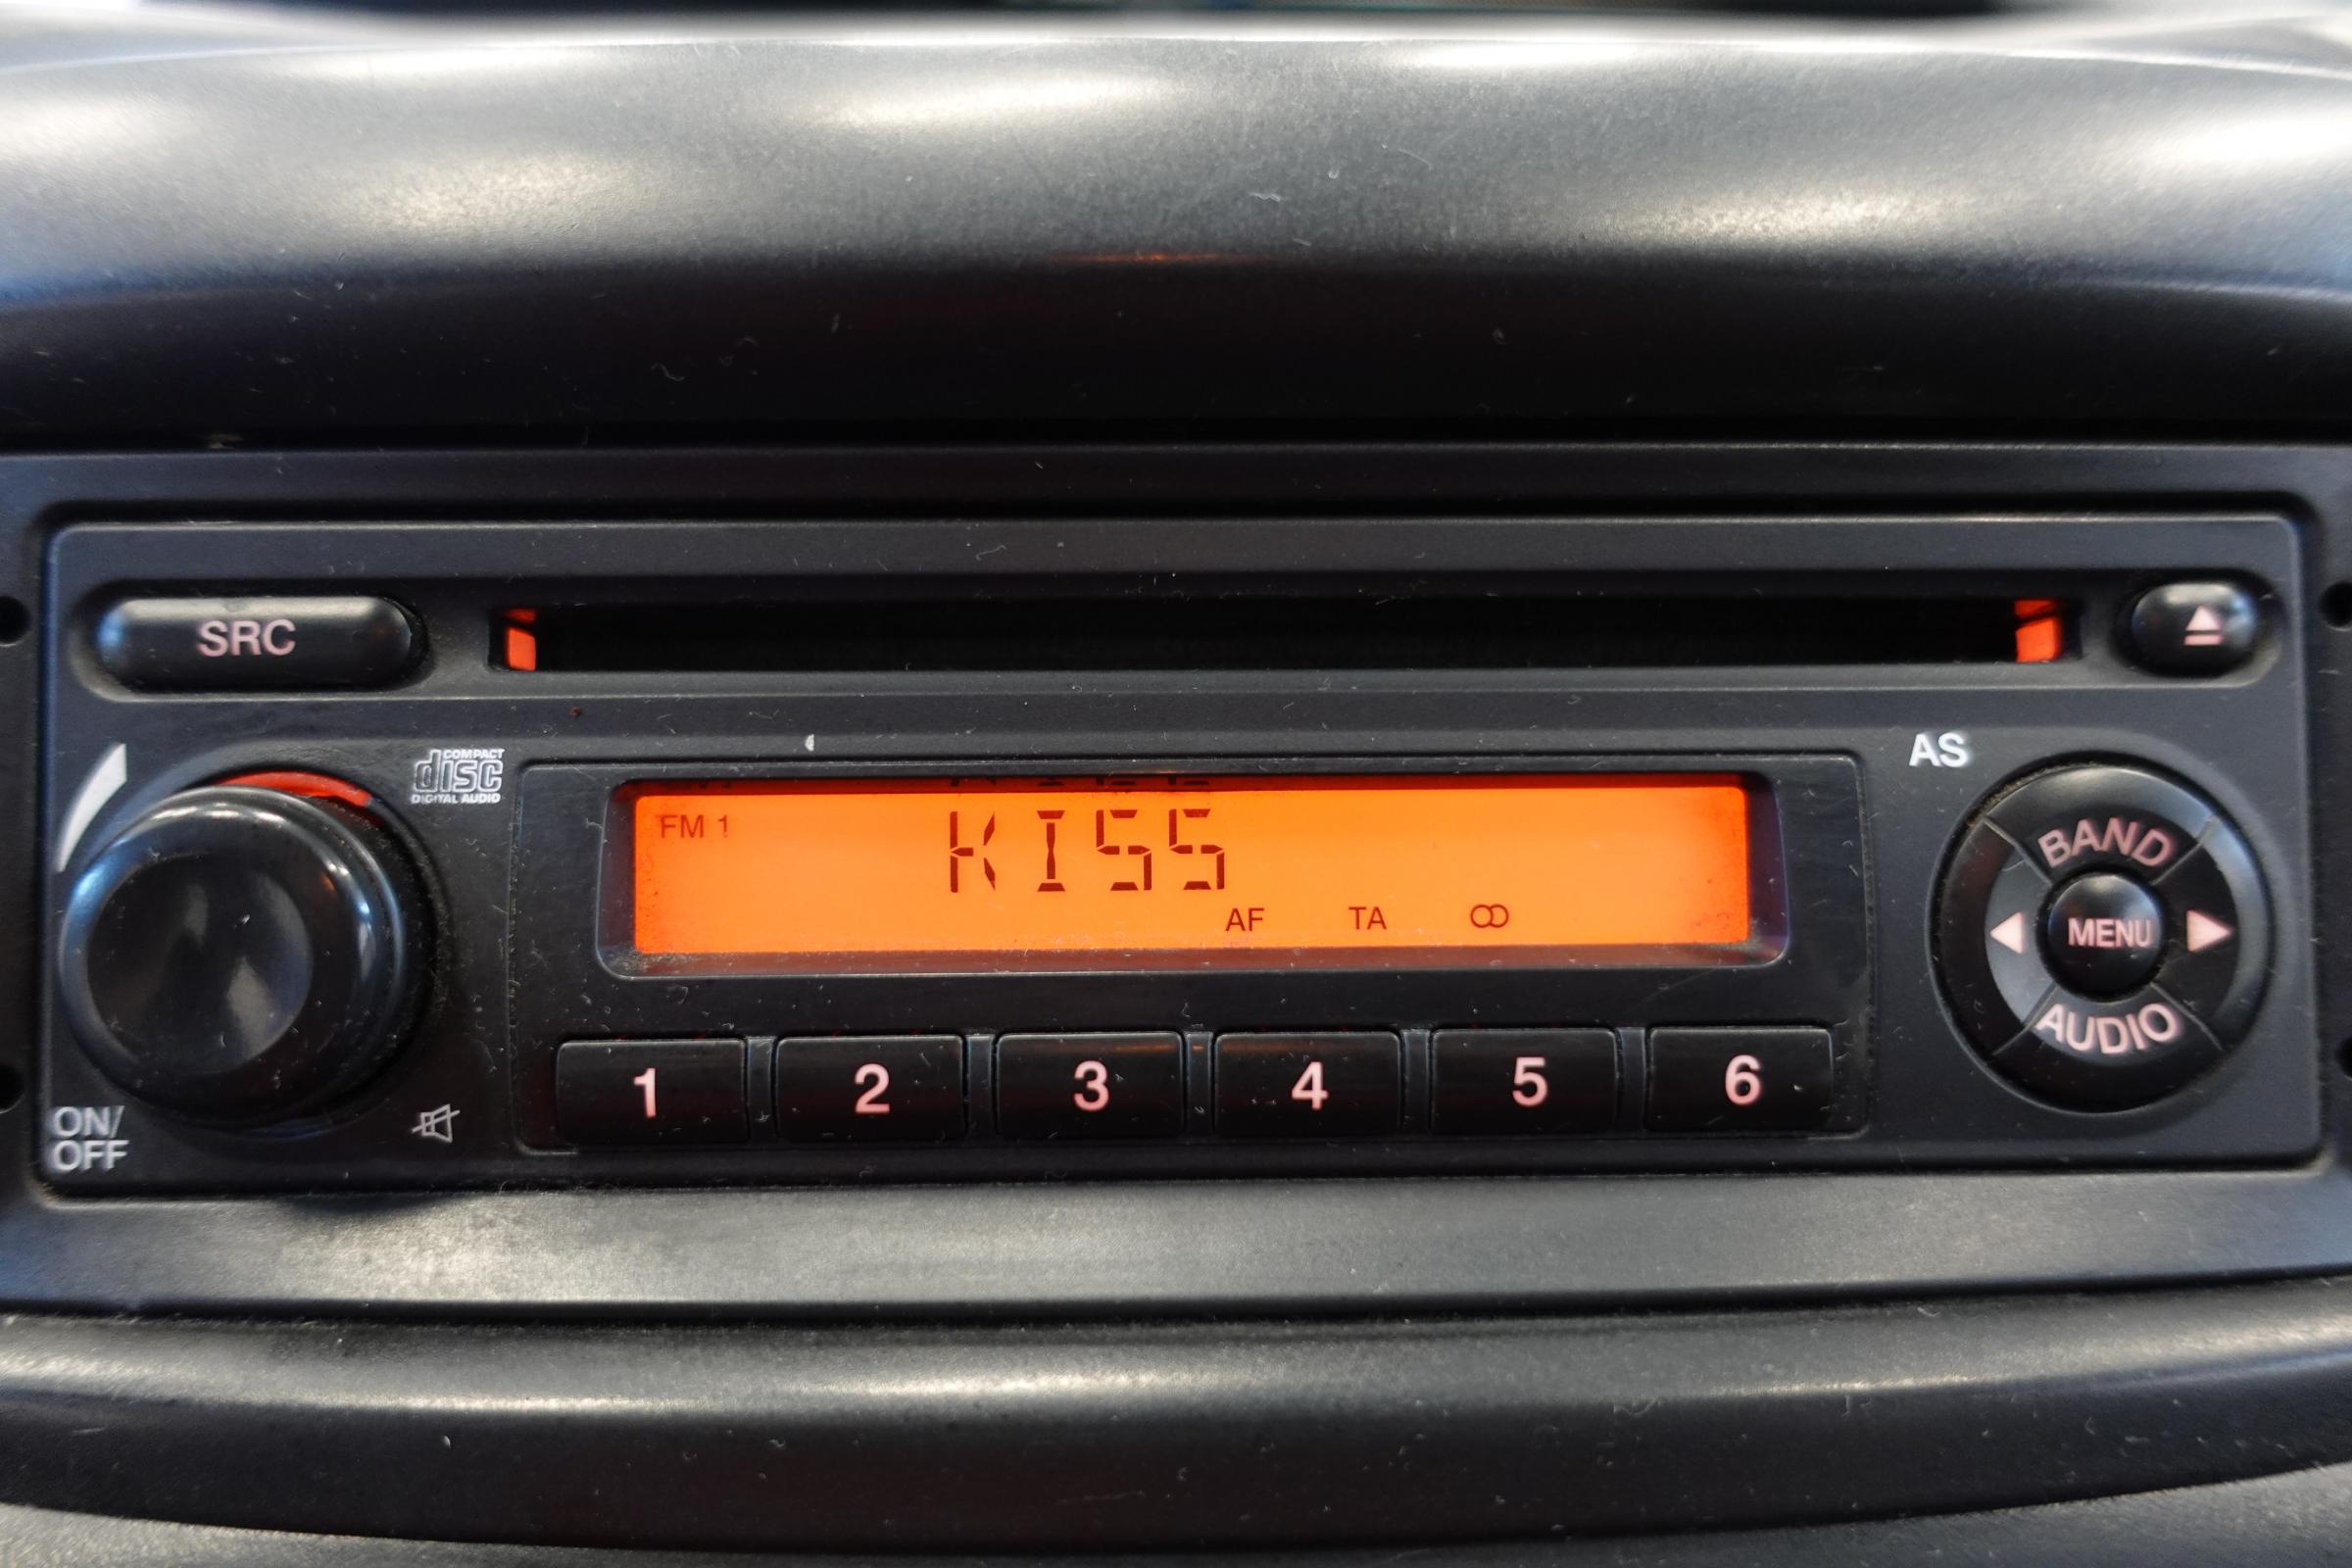 SRC
COMPACT
disc
DIGITAL AUDIO
AS
FM 1
KISS
AF TA
BAND
MENU
AUDIO
1 2 3 4 5 6
ON/
OFF